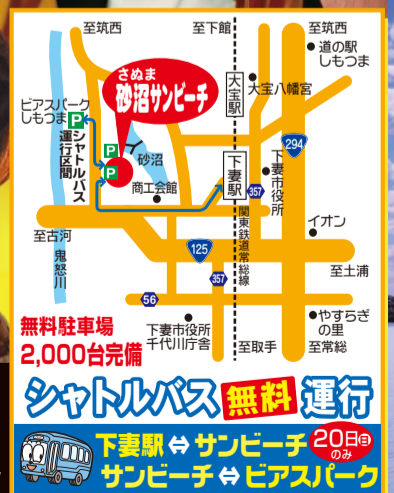 至筑西
至下館
至筑西
道の駅
しもつま
さぬま
砂沼サンビーチ
大宝駅
大宝八幡宮
ビアスパーク
しもつま
P
シャトルバス
運行区間
P
P
砂沼
294
下妻駅
下妻市役所
商工会館
357
イオン
至古河
鬼怒川
125
関東鉄道常総線
至土浦
357
56
無料駐車場
2,000台完備
下妻市役所
千代川庁舎
至取手
やすらぎ
の里
至常総
シャトルバス無料運行
下妻駅⇔サンビーチ 20日㊐のみ
サンビーチ⇔ビアスパーク